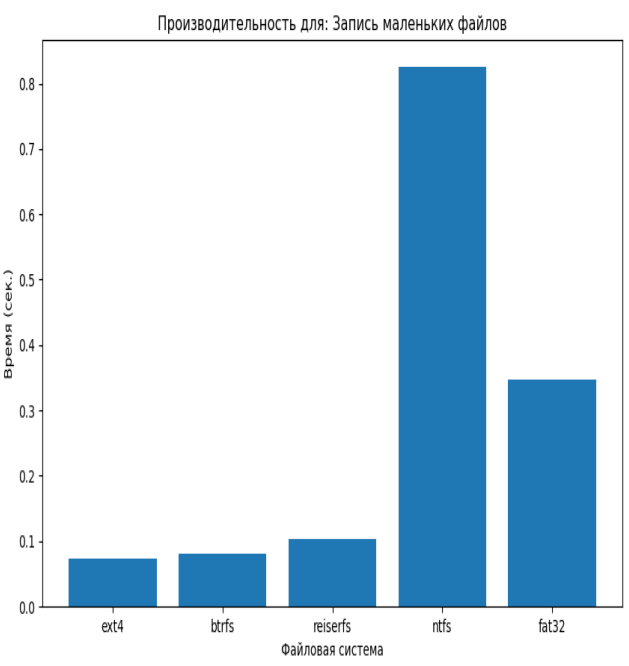 Производительность для: Запись маленьких файлов
Время (сек.)
0.8
0.7
0.6
0.5
0.4
0.3
0.2
0.1
0.0
ext4 btrfs reiserfs ntfs fat32
Файловая система